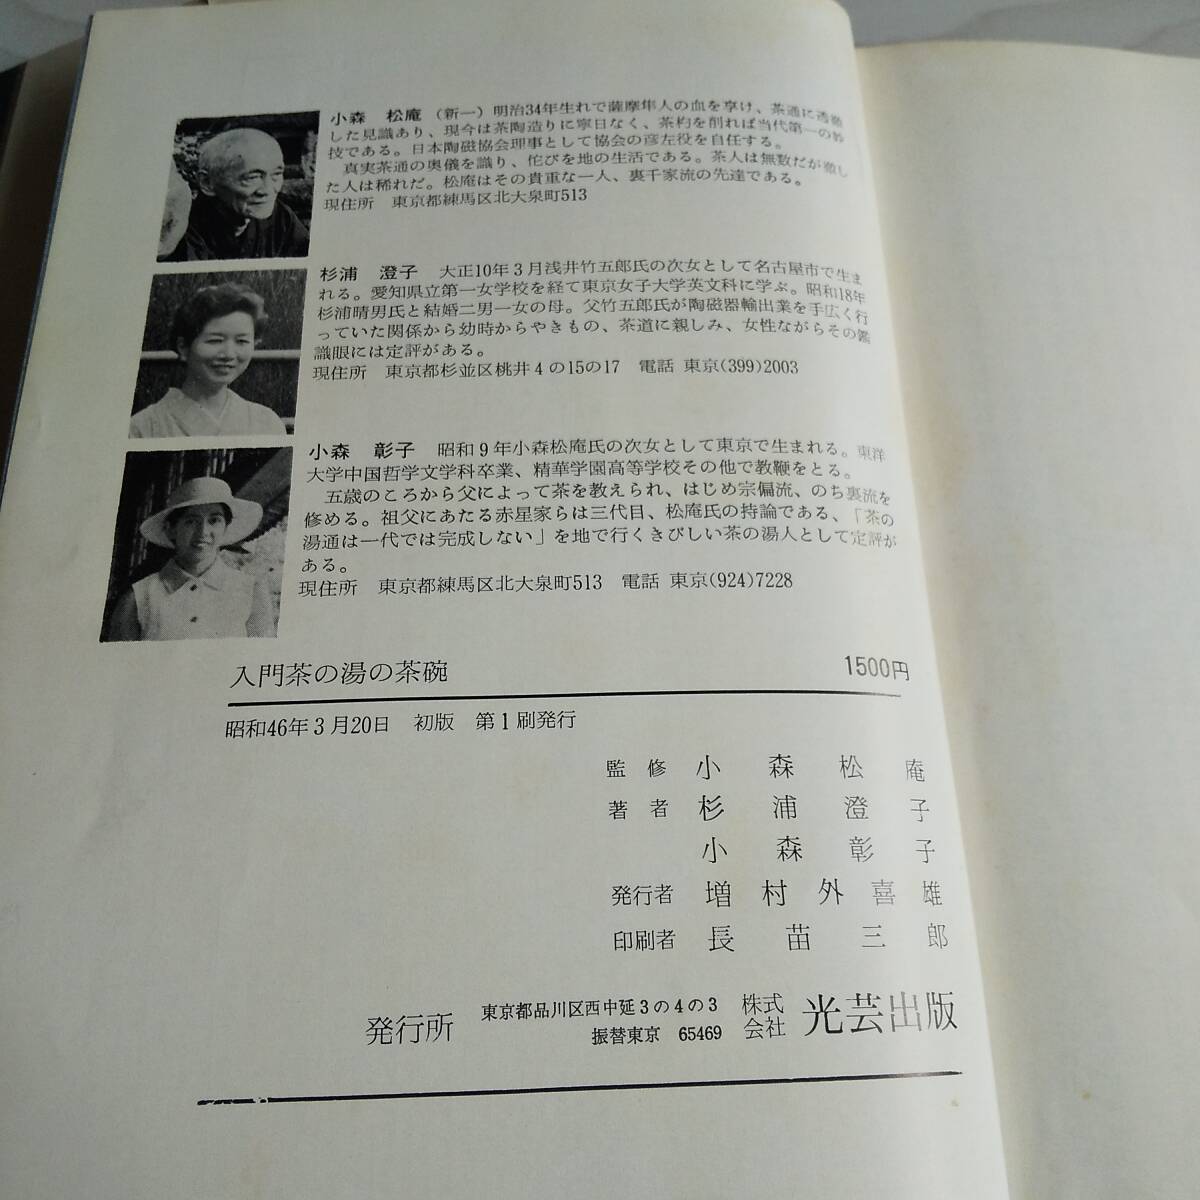 小森　松庵　（新一）明治34年生れで薩摩隼人の血を享け、茶通に透徹
した見識あり、現今は茶陶造りに寧日なく、茶杓を削れば当代第一の妙
技である。日本陶磁協会理事として協会の彦左役を自任する。
　真実茶通の奥儀を識り、侘びを地の生活である。茶人は無数だが徹し
た人は稀れだ。松庵はその貴重な一人、裏千家流の先達である。
現住所　東京都練馬区北大泉町513
杉浦　澄子　大正10年３月浅井竹五郎氏の次女として名古屋市で生ま
れる。愛知県立第一女学校を経て東京女子大学英文科に学ぶ。昭和18年
杉浦晴男氏と結婚二男一女の母。父竹五郎氏が陶磁器輸出業を手広く行
っていた関係から幼時からやきもの、茶道に親しみ、女性ながらその鑑
識眼には定評がある。
現住所　東京都杉並区桃井４の15の17　電話 東京(399)2003
小森　彰子　昭和９年小森松庵氏の次女として東京で生まれる。東洋
大学中国哲学文学科卒業、精華学園高等学校その他で教鞭をとる。
　五歳のころから父によって茶を教えられ、はじめ宗偏流、のち裏流を
修める。祖父にあたる赤星家らは三代目、松庵氏の持論である、「茶の
湯通は一代では完成しない」を地で行くきびしい茶の湯人として定評が
ある。
現住所　東京都練馬区北大泉町513　電話 東京(924)7228
入門茶の湯の茶碗　1500円
昭和46年３月20日　初版　第１刷発行
監修　小森松庵
著者　杉浦澄子
小森彰子
発行者　増村外喜雄
印刷者　長苗三郎
発行所　東京都品川区西中延３の４の３　株式会社　光芸出版
振替東京　65469